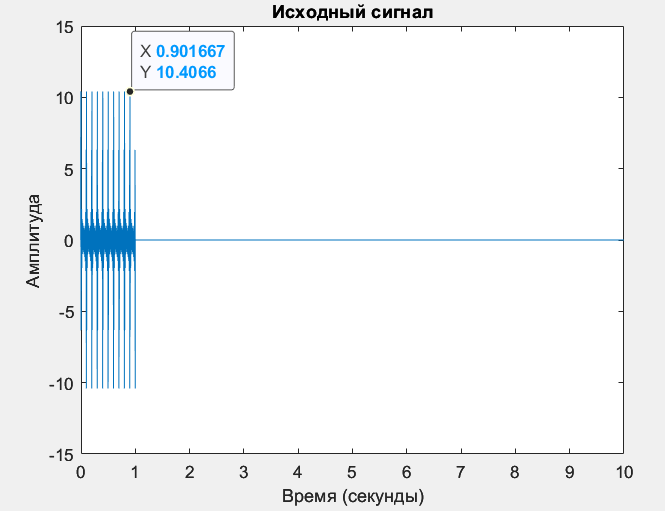 Исходный сигнал
X 0.901667
Y 10.4066
15
10
5
0
-5
-10
-15
Амплитуда
0 1 2 3 4 5 6 7 8 9 10
Время (секунды)